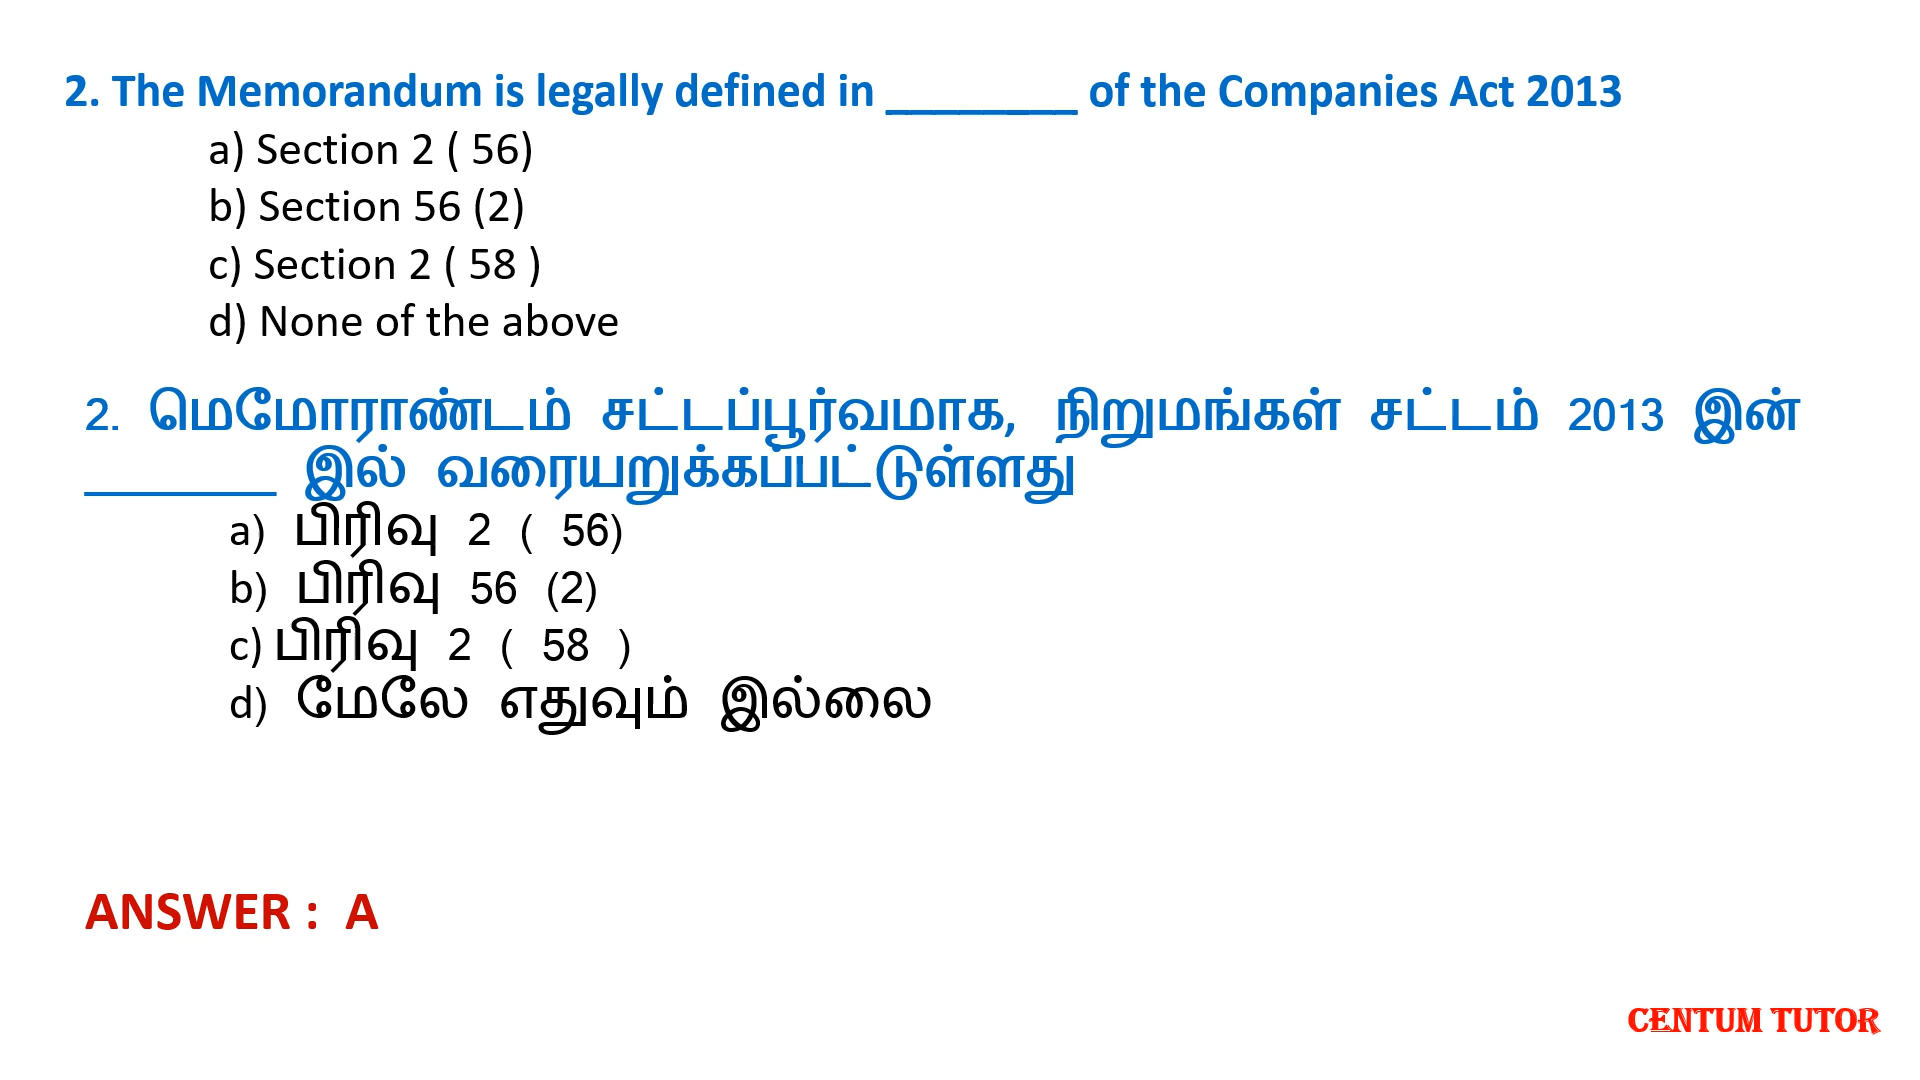 2. The Memorandum is legally defined in ________ of the Companies Act 2013
a) Section 2 ( 56)
b) Section 56 (2)
c) Section 2 ( 58 )
d) None of the above
2. மெமோராண்டம் சட்டப்பூர்வமாக, நிறுமங்கள் சட்டம் 2013 இன்
________ இல் வரையறுக்கப்பட்டுள்ளது
a) பிரிவு 2 ( 56)
b) பிரிவு 56 (2)
c) பிரிவு 2 ( 58 )
d) மேலே எதுவும் இல்லை
ANSWER : A
CENTUM TUTOR